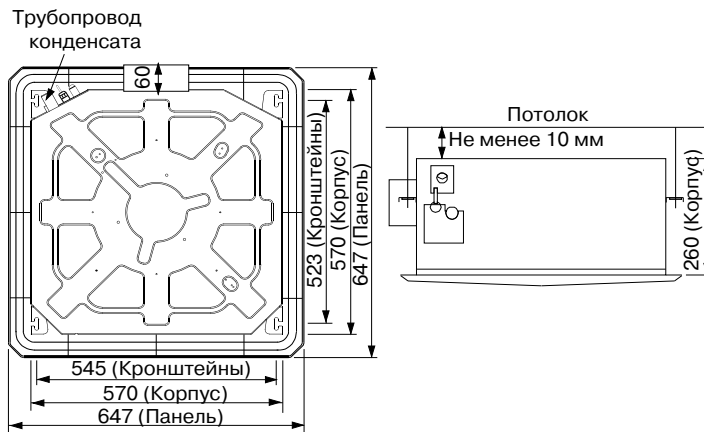 Трубопровод
конденсата
60
523 (Кронштейны)
570 (Корпус)
647 (Панель)
545 (Кронштейны)
570 (Корпус)
647 (Панель)
Потолок
Не менее 10 мм
260 (Корпус)